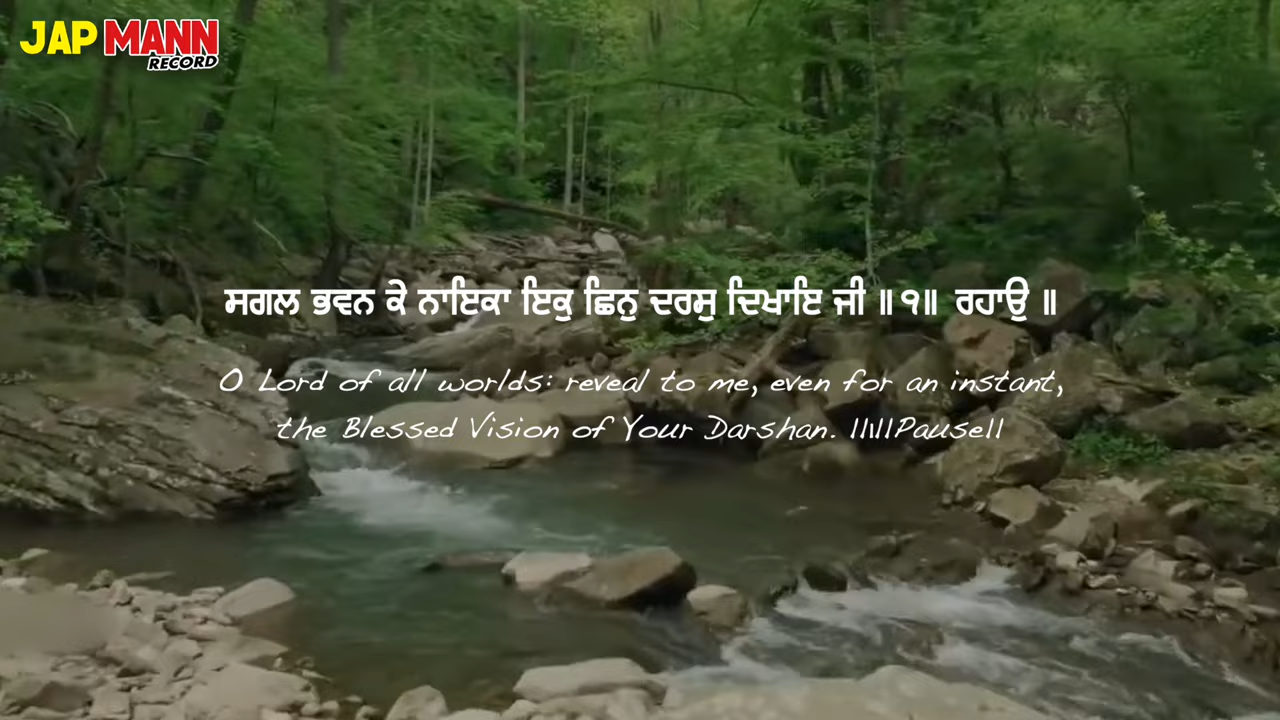 JAP MANN
RECORD
ਸਗਲ ਭਵਨ ਕੇ ਨਾਇਕਾ ਇਕੁ ਛਿਨੁ ਦਰਸੁ ਦਿਖਾਇ ਜੀ ॥੧॥ ਰਹਾਉ ॥
O Lord of all worlds: reveal to me, even for an instant,
the Blessed Vision of Your Darshan. ||1||Pause||